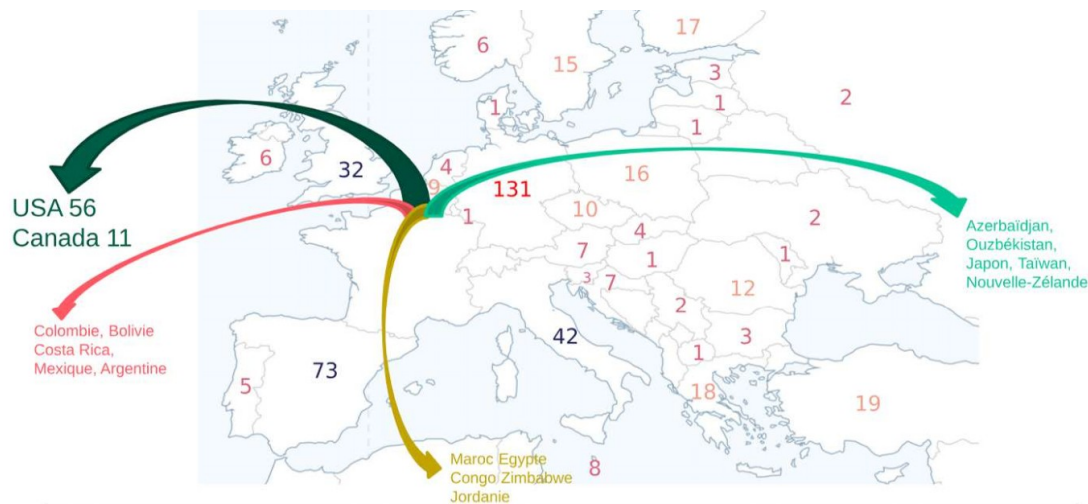 17
6
15
3
1
1
2
1
6
32
4
9
131
16
USA 56
Canada 11
1
10
4
2
7
1
1
3
7
12
2
3
1
42
73
5
18
19
8
Azerbaïdjan,
Ouzbékistan,
Japon, Taïwan,
Nouvelle-Zélande
Colombie, Bolivie
Costa Rica,
Mexique, Argentine
Maroc Egypte
Congo Zimbabwe
Jordanie